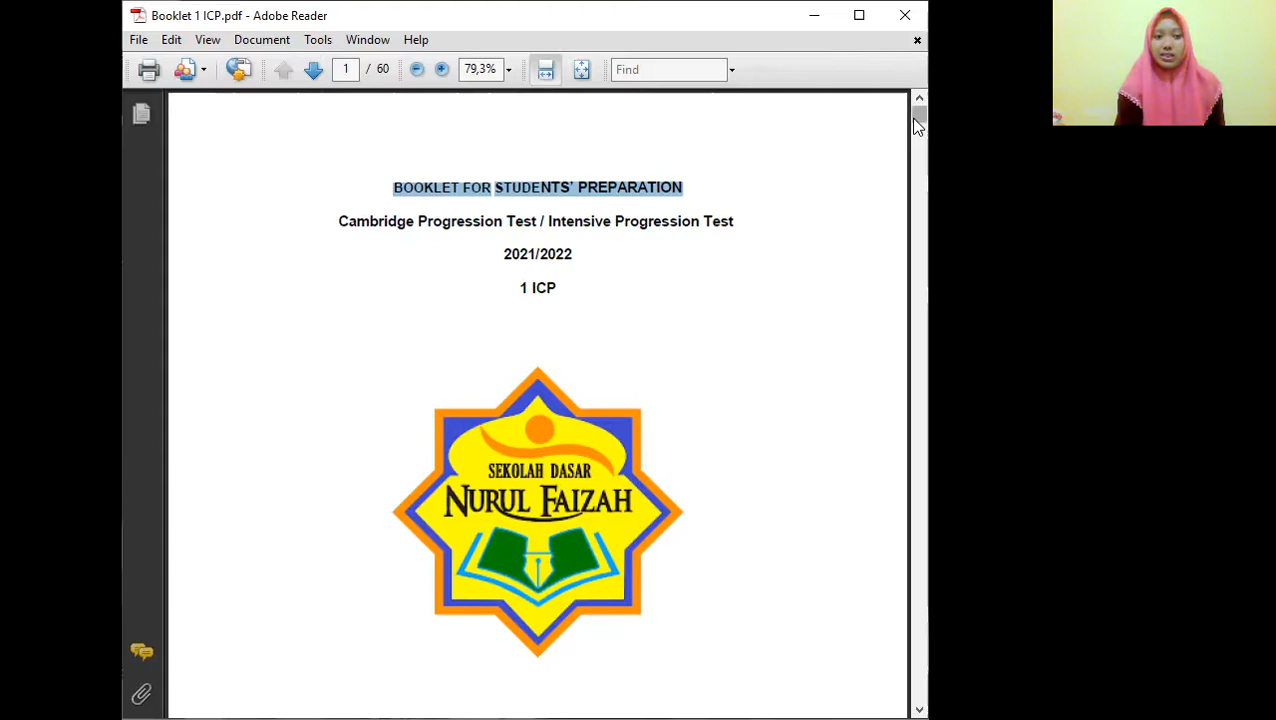 Booklet 1 ICP.pdf - Adobe Reader
File Edit View Document Tools Window Help
1 / 60 79,3% Find
BOOKLET FOR STUDENTS’ PREPARATION
Cambridge Progression Test / Intensive Progression Test
2021/2022
1 ICP
SEKOLAH DASAR
NURUL FAIZAH